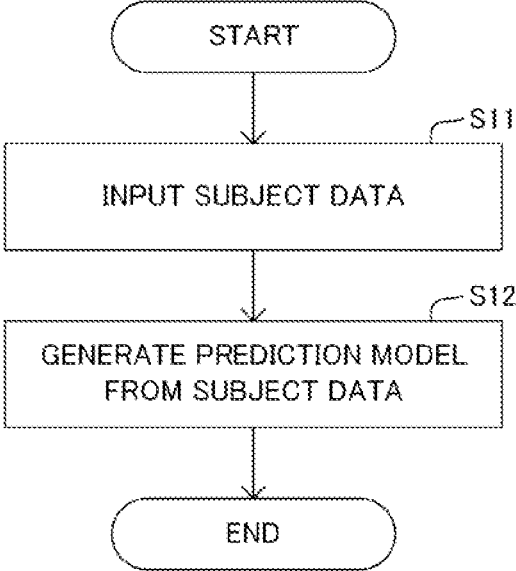 START
S11
INPUT SUBJECT DATA
S12
GENERATE PREDICTION MODEL
FROM SUBJECT DATA
END